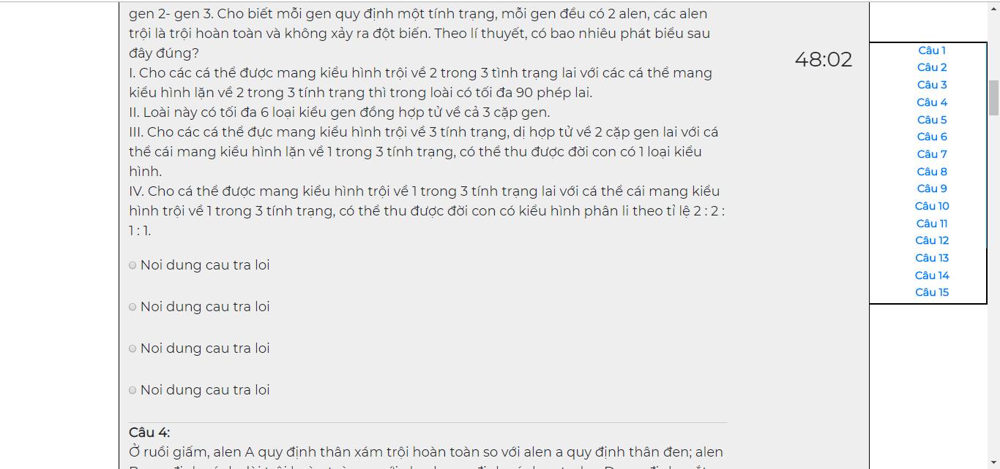 gen 2- gen 3. Cho biết mỗi gen quy định một tính trạng, mỗi gen đều có 2 alen, các alen
trội là trội hoàn toàn và không xảy ra đột biến. Theo lí thuyết, có bao nhiêu phát biểu sau
đây đúng?
I. Cho các cá thể được mang kiểu hình trội về 2 trong 3 tình trạng lai với các cá thể mang
kiểu hình lặn về 2 trong 3 tính trạng thì trong loài có tối đa 90 phép lai.
II. Loài này có tối đa 6 loại kiểu gen đồng hợp tử về cả 3 cặp gen.
III. Cho các cá thể đực mang kiểu hình trội về 3 tính trạng, dị hợp tử về 2 cặp gen lai với cá
thể cái mang kiểu hình lặn về 1 trong 3 tính trạng, có thể thu được đời con có 1 loại kiểu
hình.
IV. Cho cá thể được mang kiểu hình trội về 1 trong 3 tính trạng lai với cá thể cái mang kiểu
hình trội về 1 trong 3 tính trạng, có thể thu được đời con có kiểu hình phân li theo tỉ lệ 2 : 2 :
1 : 1.
Noi dung cau tra loi
Noi dung cau tra loi
Noi dung cau tra loi
Noi dung cau tra loi
Câu 4:
Ở ruồi giấm, alen A quy định thân xám trội hoàn toàn so với alen a quy định thân đen; alen
48:02
Câu 1
Câu 2
Câu 3
Câu 4
Câu 5
Câu 6
Câu 7
Câu 8
Câu 9
Câu 10
Câu 11
Câu 12
Câu 13
Câu 14
Câu 15